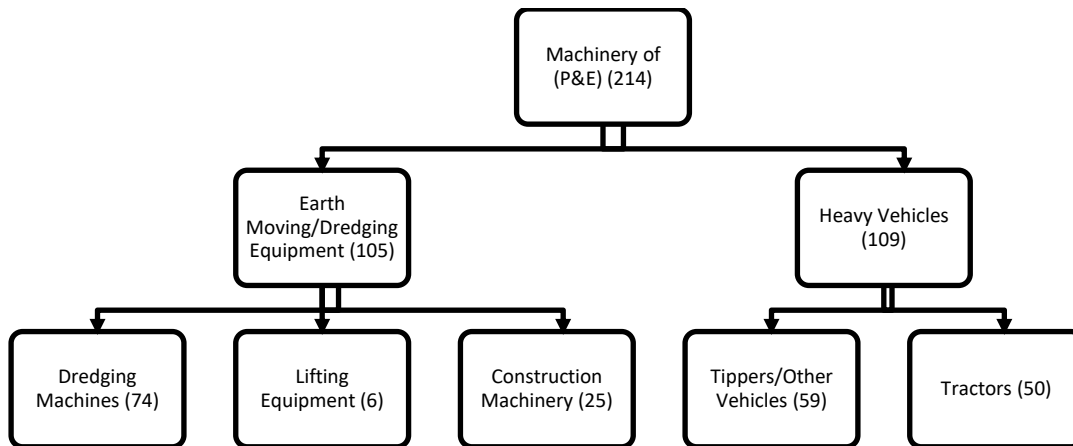 Machinery of
(P&E) (214)
Earth
Moving/Dredging
Equipment (105)
Heavy Vehicles
(109)
Dredging
Machines (74)
Lifting
Equipment (6)
Construction
Machinery (25)
Tippers/Other
Vehicles (59)
Tractors (50)